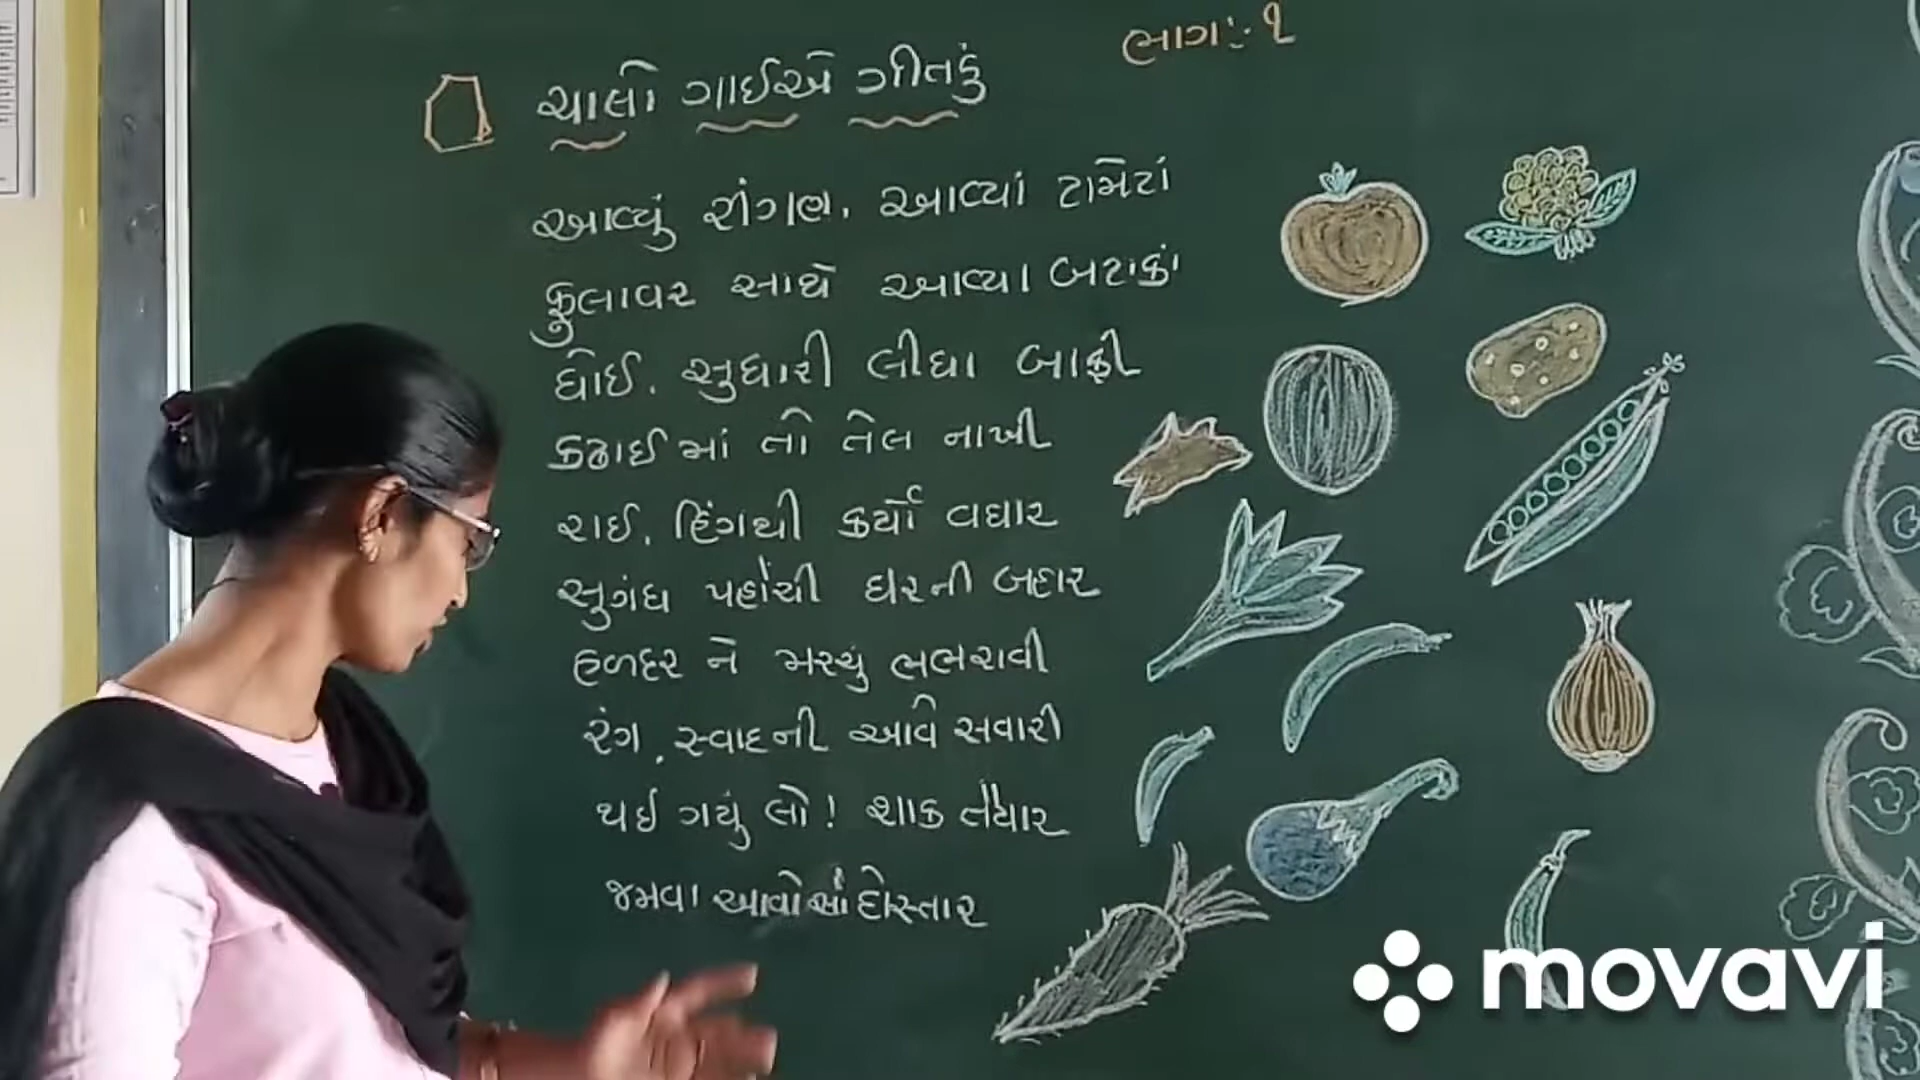 ભાગ:- ૧
ચાલો ગાઈએ ગીતડું
આવ્યું રીંગણ, આવ્યાં ટામેટાં
ફુલાવર સાથે આવ્યા બટાકાં
ધોઈ, સુધારી લીધા બાફી
કઢાઈ માં તો તેલ નાખી
રાઈ, હિંગથી કર્યો વઘાર
સુગંધ પહોંચી ઘરની બહાર
હળદર ને મરચું ભભરાવી
રંગ, સ્વાદની આવે સવારી
થઈ ગયું લો! શાક તૈયાર
જમવા આવો સૌ દોસ્તાર
movavi